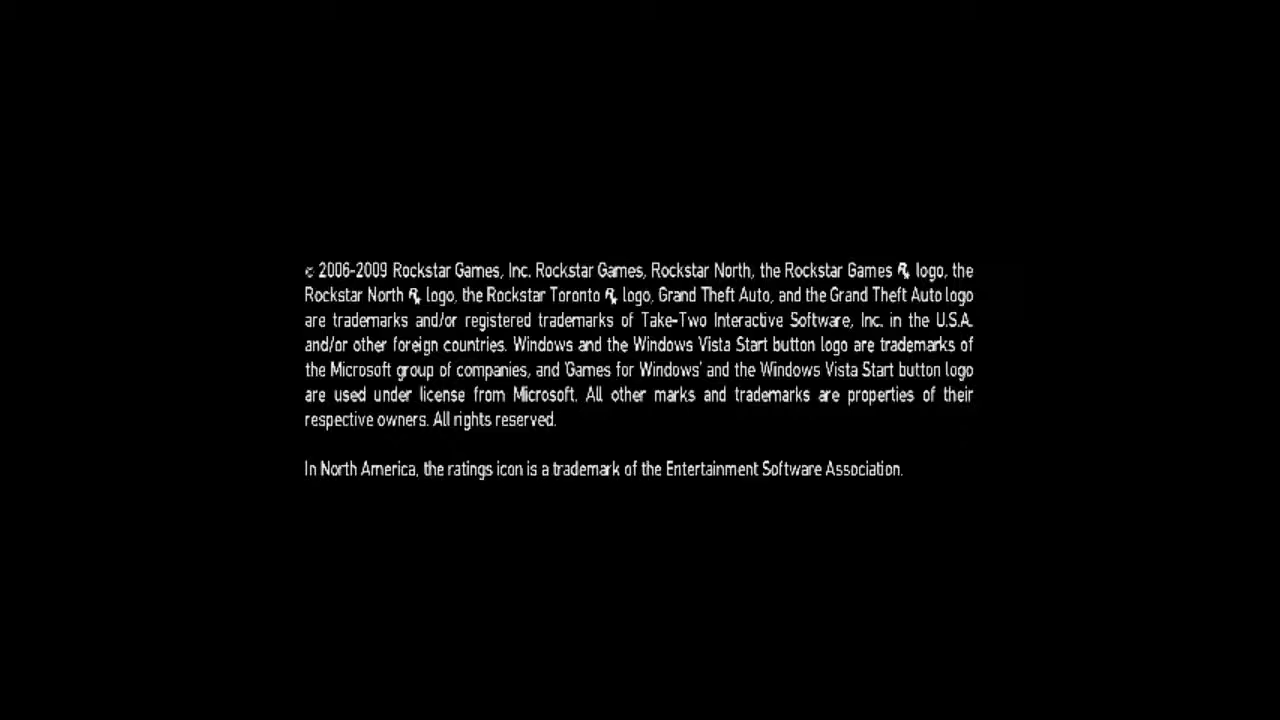 © 2006-2009 Rockstar Games, Inc. Rockstar Games, Rockstar North, the Rockstar Games R* logo, the
Rockstar North R* logo, the Rockstar Toronto R* logo, Grand Theft Auto, and the Grand Theft Auto logo
are trademarks and/or registered trademarks of Take-Two Interactive Software, Inc. in the U.S.A.
and/or other foreign countries. Windows and the Windows Vista Start button logo are trademarks of
the Microsoft group of companies, and 'Games for Windows' and the Windows Vista Start button logo
are used under license from Microsoft. All other marks and trademarks are properties of their
respective owners. All rights reserved.
In North America, the ratings icon is a trademark of the Entertainment Software Association.